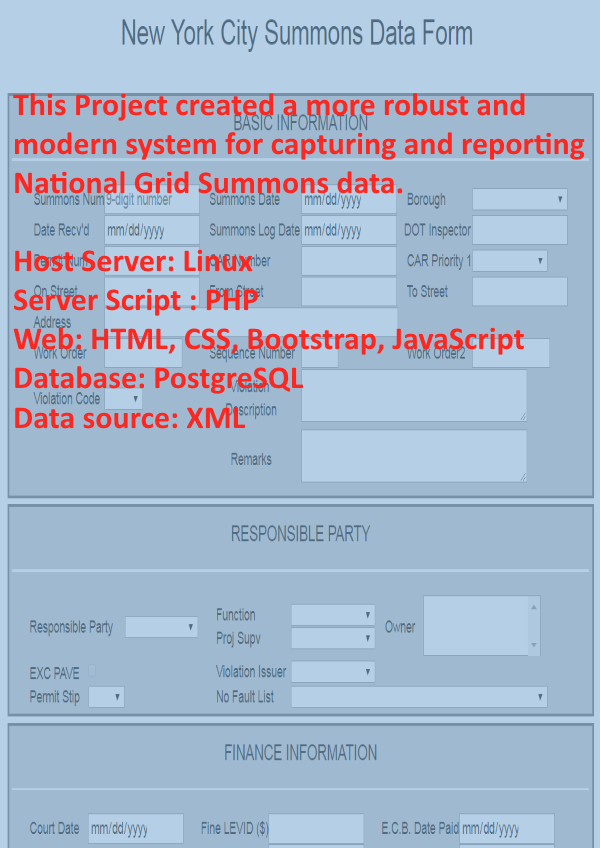 New York City Summons Data Form
This Project created a more robust and
BASIC INFORMATION
modern system for capturing and reporting
National Grid Summons data.
Summons Num 9-digit number Summons Date mm/dd/yyyy Borough
Date Recv'd mm/dd/yyyy Summons Log Date mm/dd/yyyy DOT Inspector
Host Server: Linux
Permit Num CAR Number CAR Priority 1
On Street From Street To Street
Server Script : PHP
Address
Web: HTML, CSS, Bootstrap, JavaScript
Work Order Sequence Number Work Order2
Database: PostgreSQL
Violation Code Violation
Description
Data source: XML
Remarks
RESPONSIBLE PARTY
Function
Responsible Party Owner
Proj Supv
EXC PAVE Violation Issuer
Permit Stip No Fault List
FINANCE INFORMATION
Court Date mm/dd/yyyy Fine LEVID ($) E.C.B. Date Paid mm/dd/yyyy